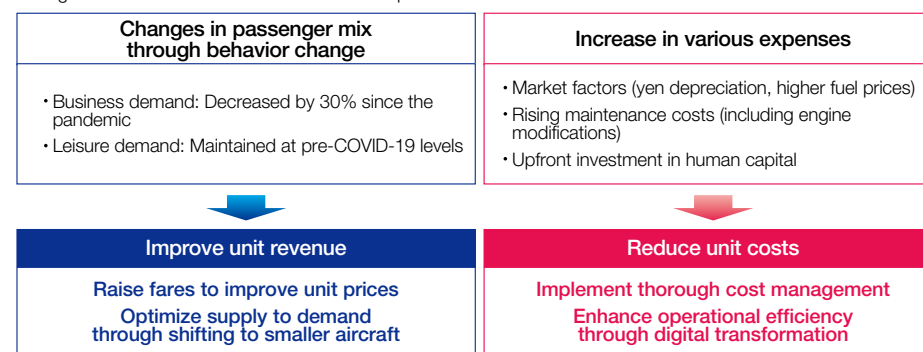 Changes in passenger mix
through behavior change
・Business demand: Decreased by 30% since the
pandemic
・Leisure demand: Maintained at pre-COVID-19 levels
Increase in various expenses
・Market factors (yen depreciation, higher fuel prices)
・Rising maintenance costs (including engine
modifications)
・Upfront investment in human capital
Improve unit revenue
Raise fares to improve unit prices
Optimize supply to demand
through shifting to smaller aircraft
Reduce unit costs
Implement thorough cost management
Enhance operational efficiency
through digital transformation